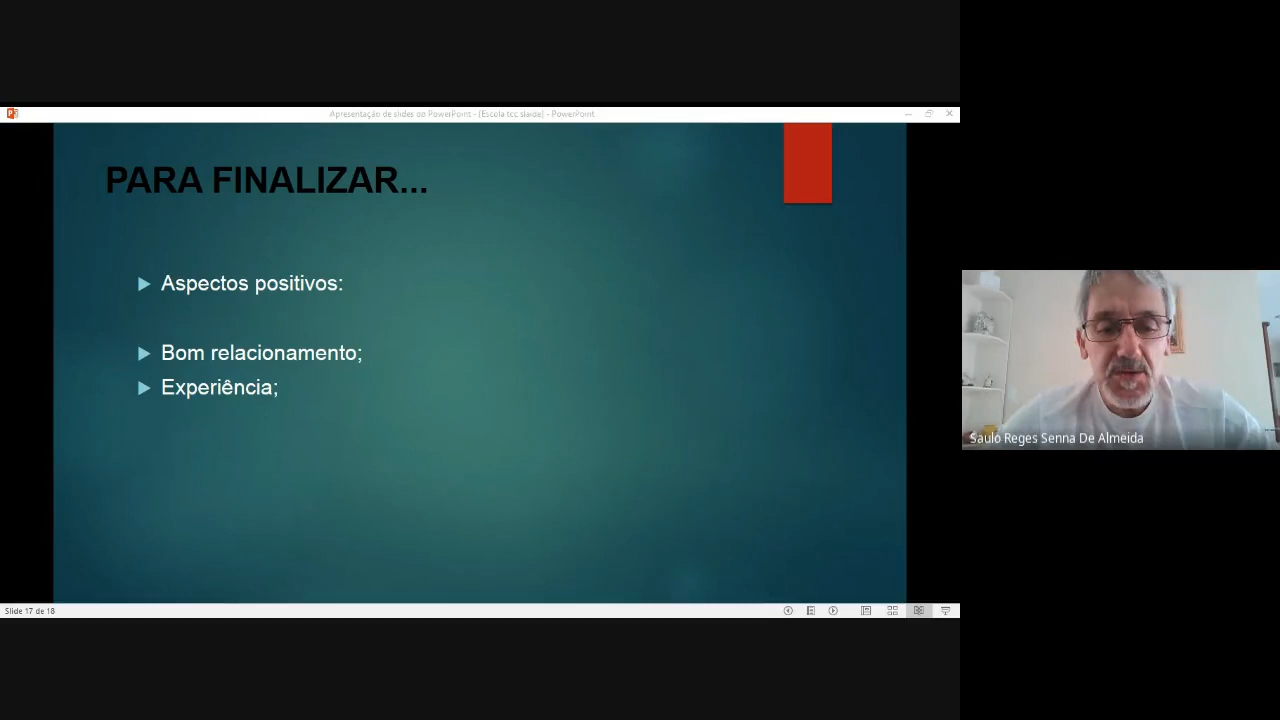 Apresentação de slides do PowerPoint - [Escola tcc slaide] - PowerPoint
PARA FINALIZAR...
Aspectos positivos:
Bom relacionamento;
Experiência;
Saulo Reges Senna De Almeida
Slide 17 de 18